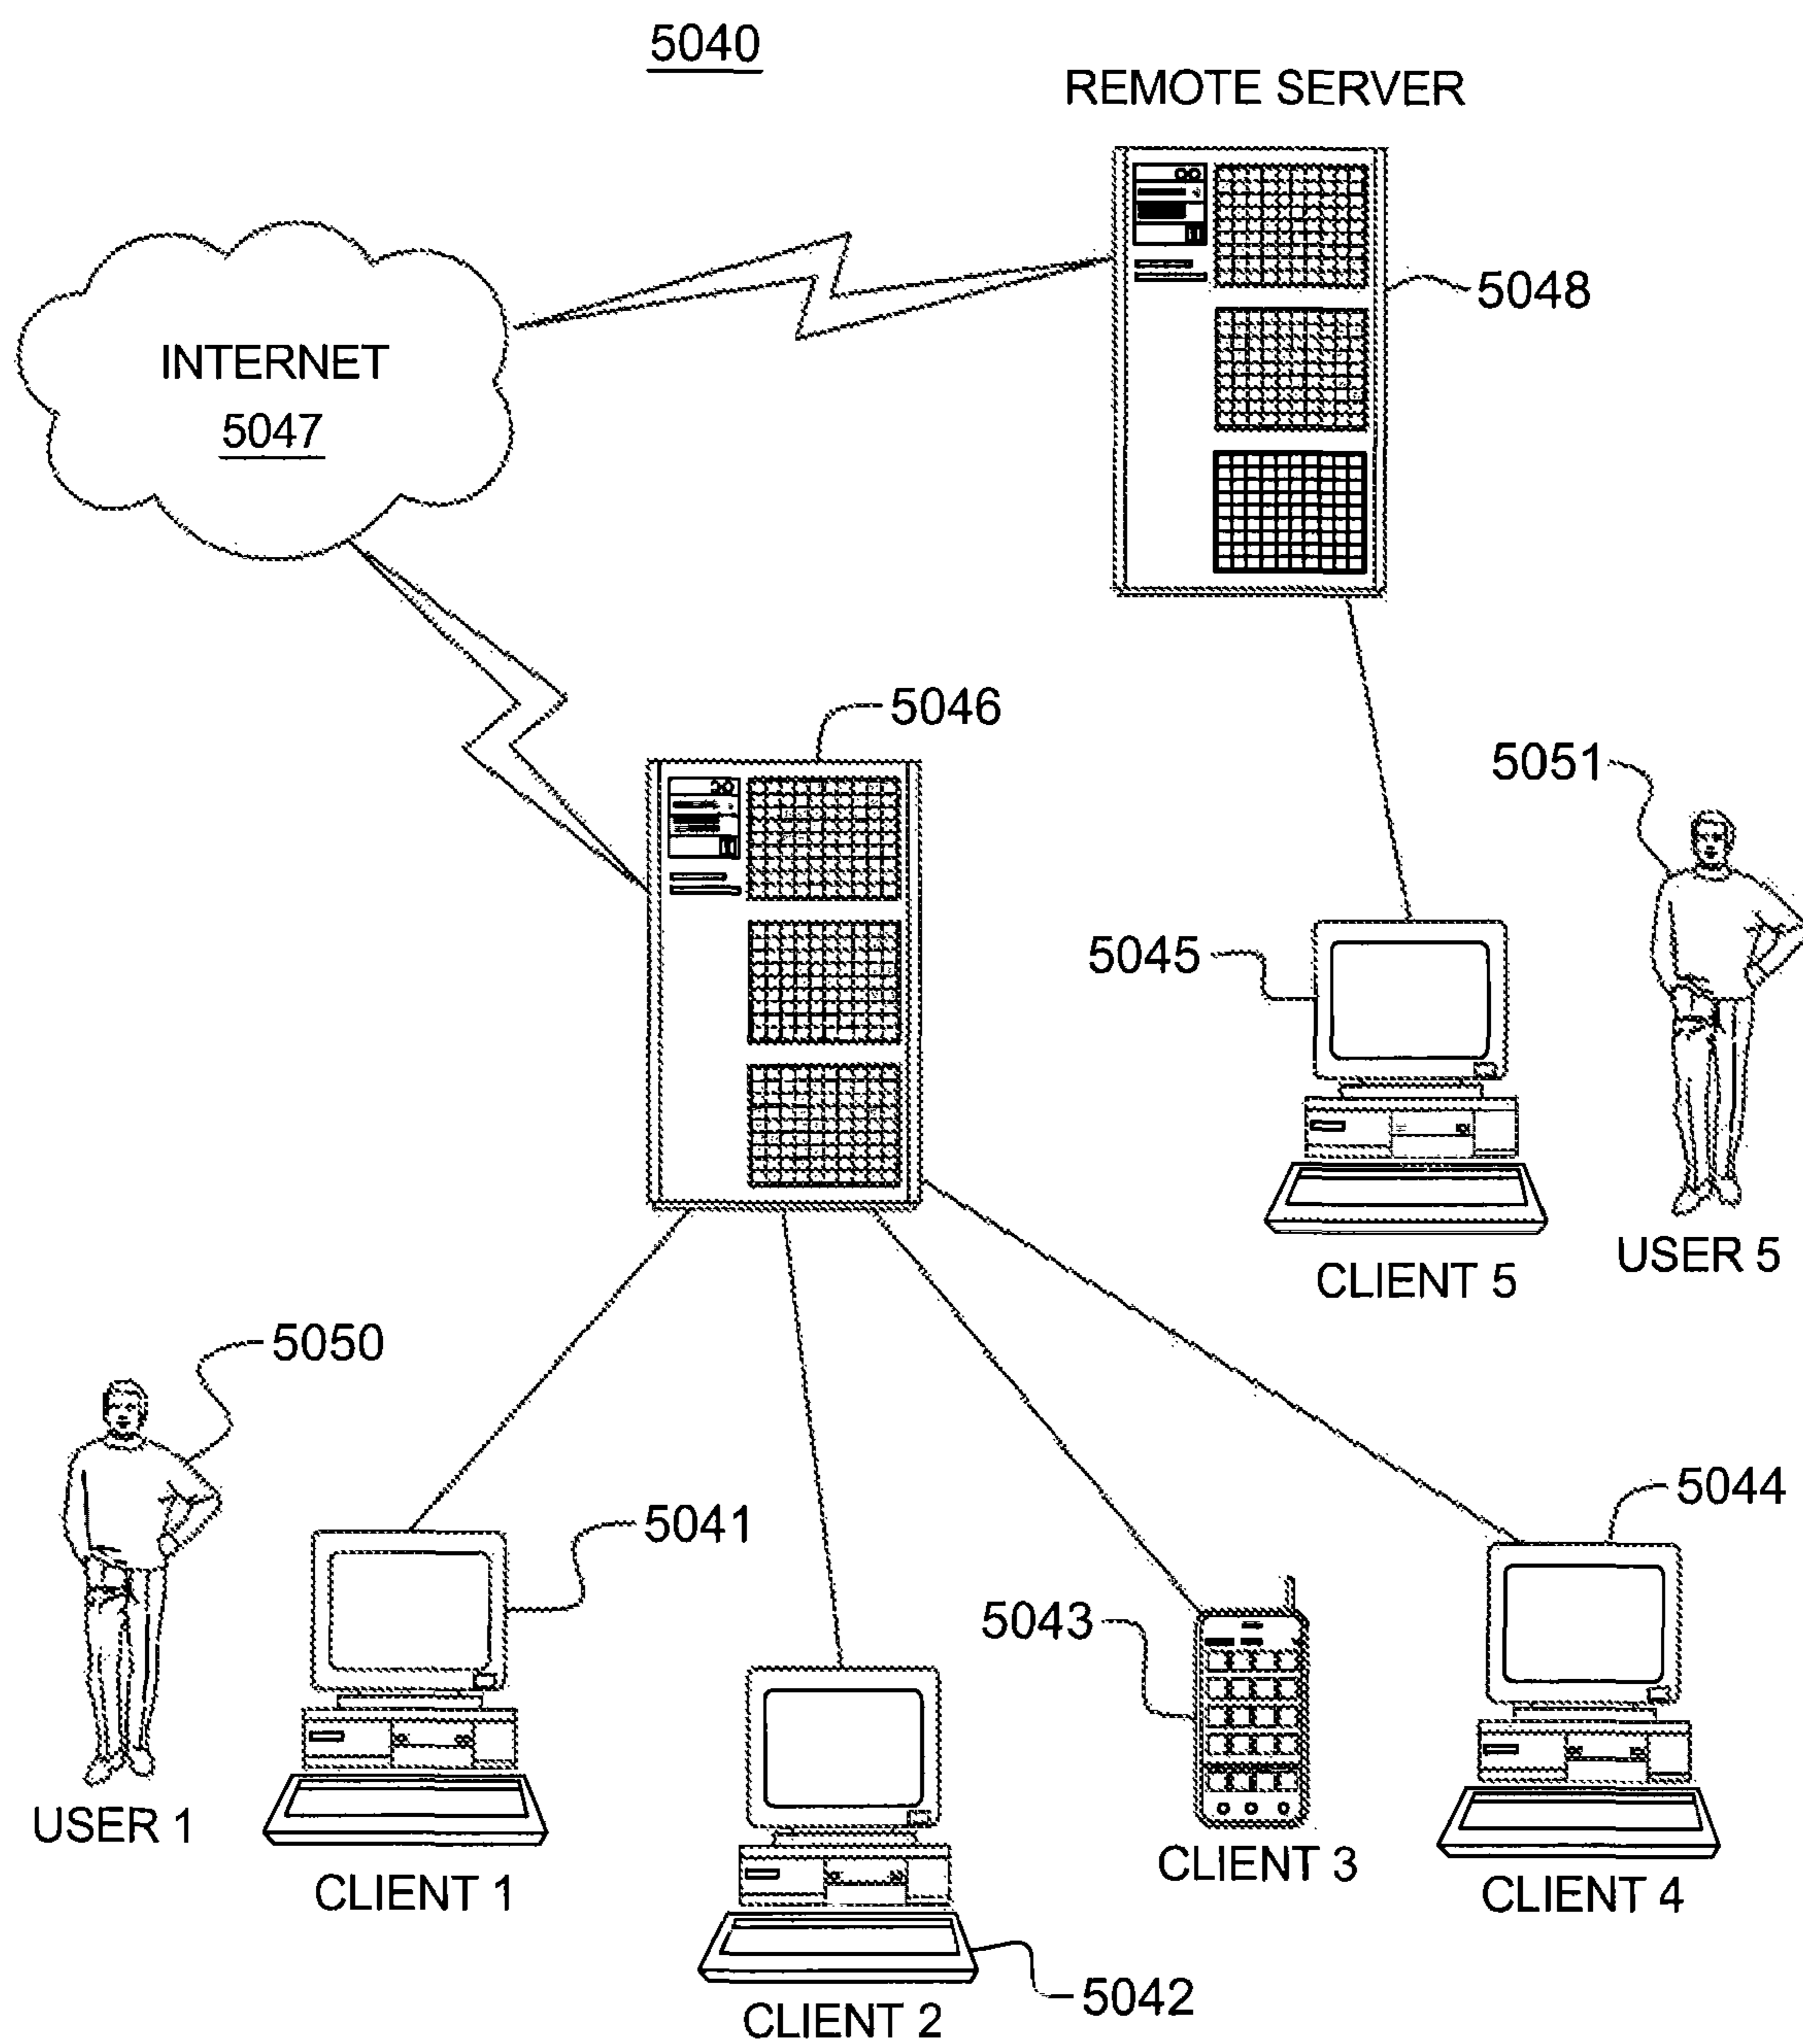 5040
REMOTE SERVER
5048
INTERNET
5047
5046
5051
5045
USER 5
CLIENT 5
5050
5044
5041
5043
USER 1
CLIENT 3
CLIENT 1
CLIENT 4
5042
CLIENT 2